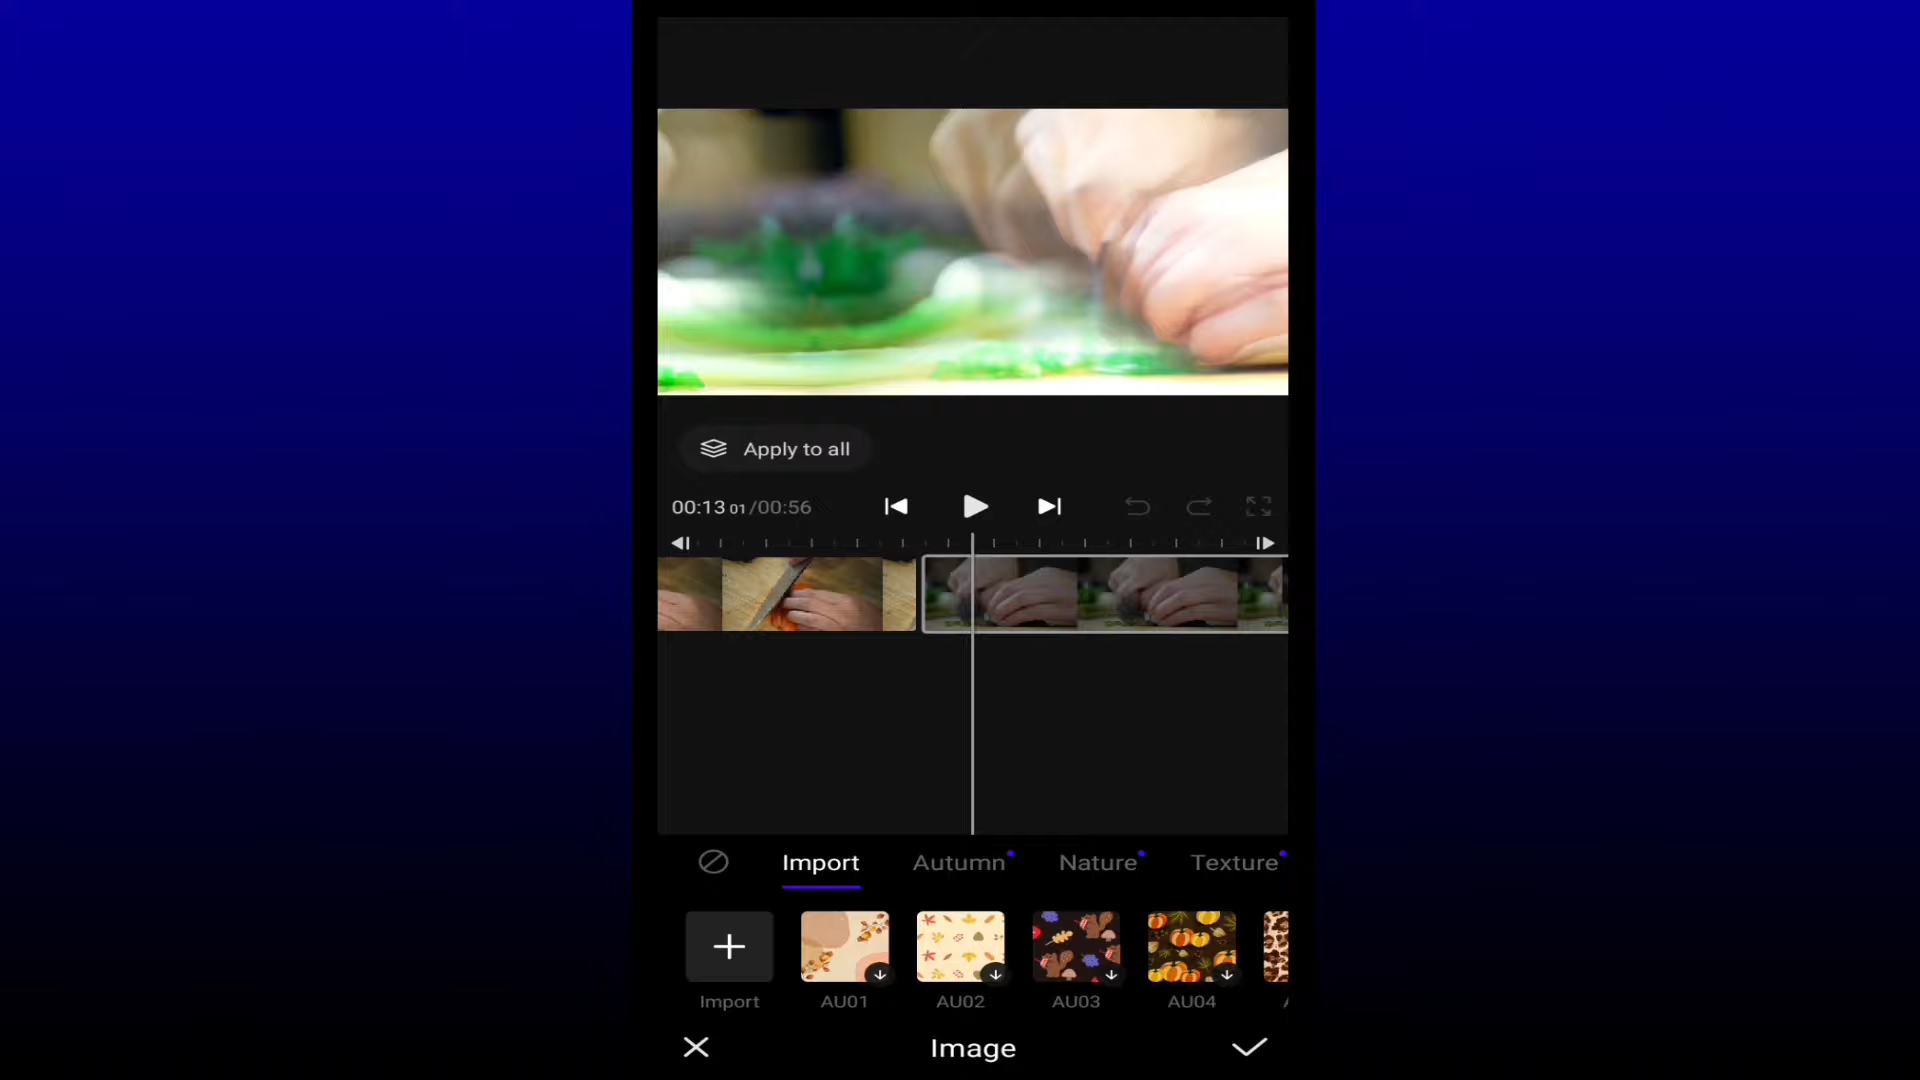 Apply to all
00:13 01 /00:56
Import Autumn Nature Texture
Import AU01 AU02 AU03 AU04
Image